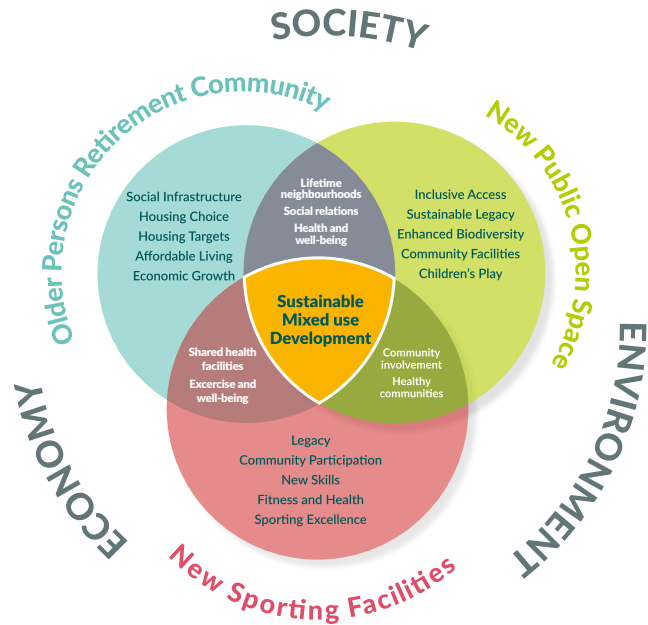 SOCIETY
Older Persons Retirement Community
New Public Open Space
Social Infrastructure
Housing Choice
Housing Targets
Affordable Living
Economic Growth
Lifetime
neighbourhoods
Social relations
Health and
well-being
Inclusive Access
Sustainable Legacy
Enhanced Biodiversity
Community Facilities
Children's Play
Sustainable
Mixed use
Development
Shared health
facilities
Excercise and
well-being
Community
involvement
Healthy
communities
ECONOMY
ENVIRONMENT
Legacy
Community Participation
New Skills
Fitness and Health
Sporting Excellence
New Sporting Facilities